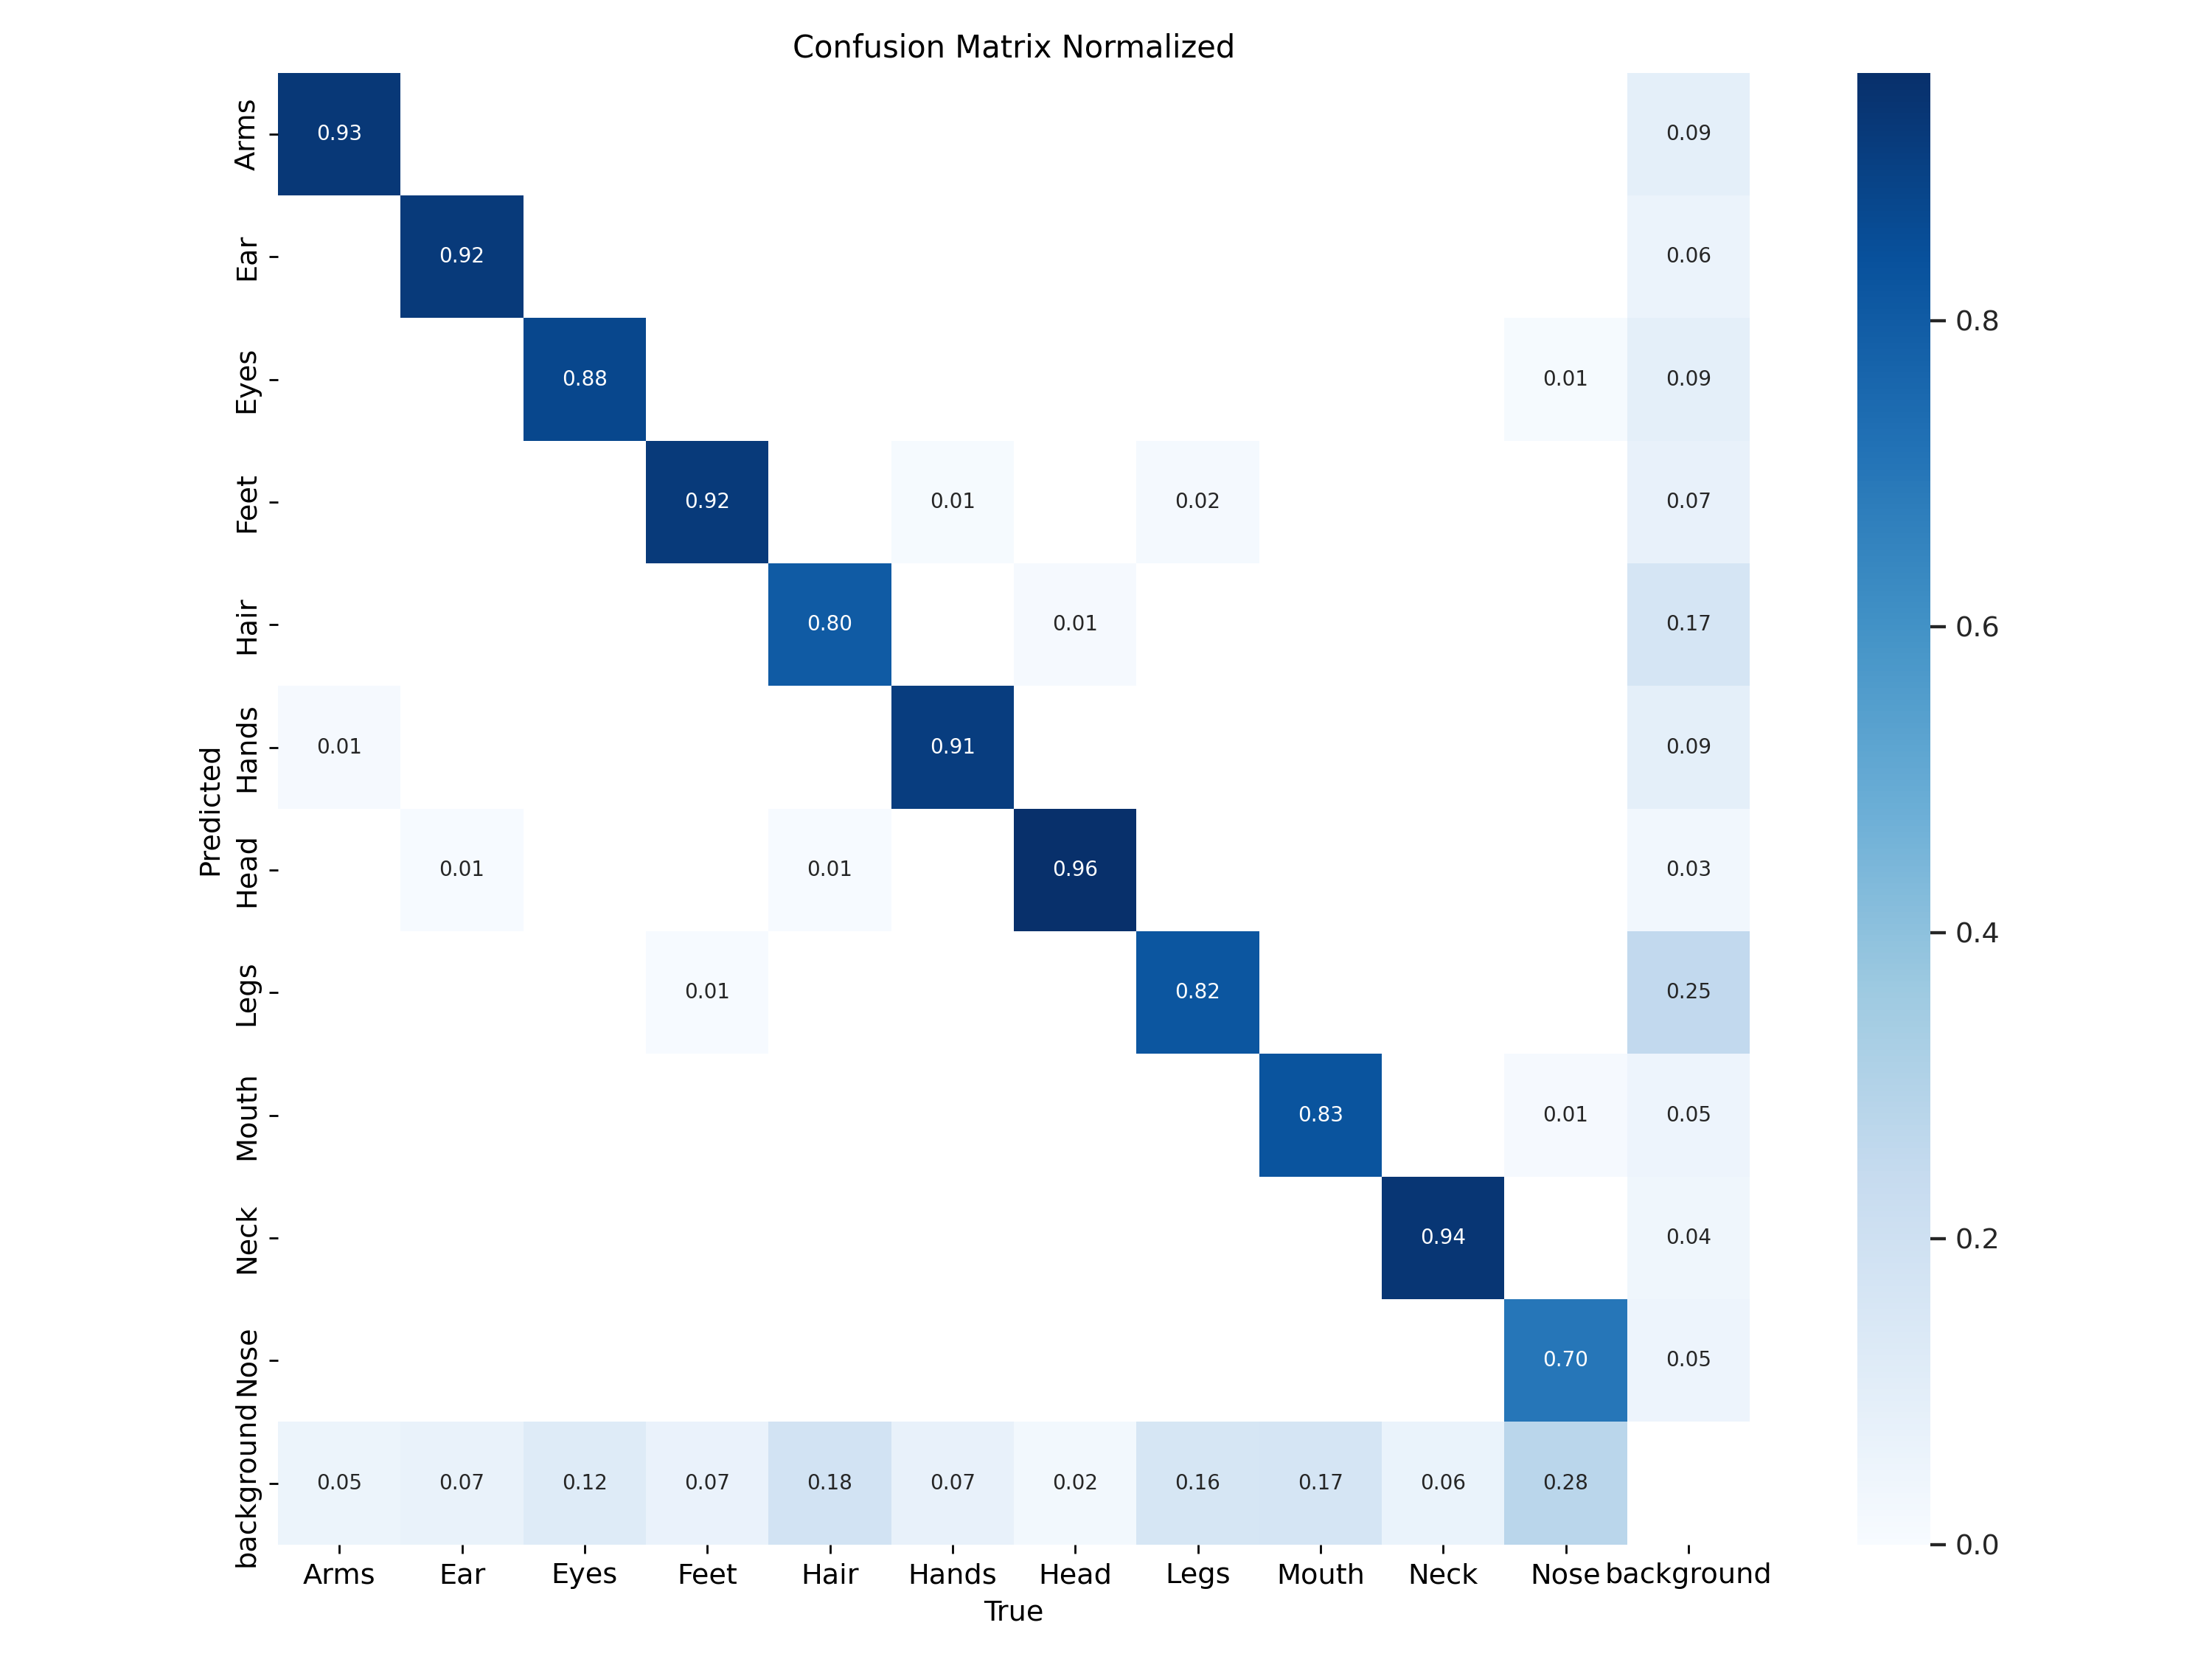 Confusion Matrix Normalized
Arms 0.93 0.09
Ear 0.92 0.06
Eyes 0.88 0.01 0.09
Feet 0.92 0.01 0.02 0.07
Hair 0.80 0.01 0.17
Hands 0.01 0.91 0.09
Head 0.01 0.01 0.96 0.03
Legs 0.01 0.82 0.25
Mouth 0.83 0.01 0.05
Neck 0.94 0.04
Nose 0.70 0.05
background 0.05 0.07 0.12 0.07 0.18 0.07 0.02 0.16 0.17 0.06 0.28
Predicted
Arms Ear Eyes Feet Hair Hands Head Legs Mouth Neck Nose background
True
0.8
0.6
0.4
0.2
0.0